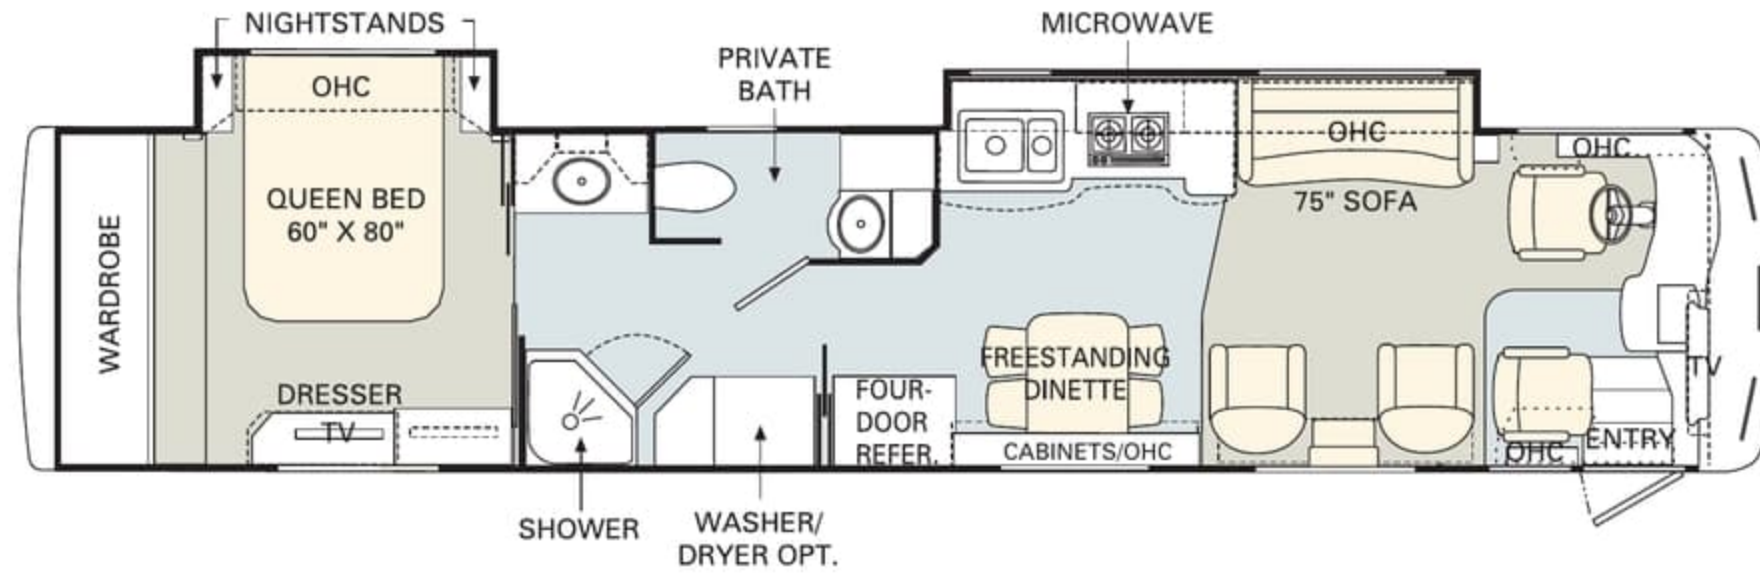 NIGHTSTANDS
MICROWAVE
PRIVATE
BATH
OHC
OHC
OHC
QUEEN BED
60" X 80"
75" SOFA
WARDROBE
FREESTANDING
DINETTE
TV
DRESSER
TV
FOUR-
DOOR
REFER.
CABINETS/OHC
OHC
ENTRY
SHOWER
WASHER/
DRYER OPT.